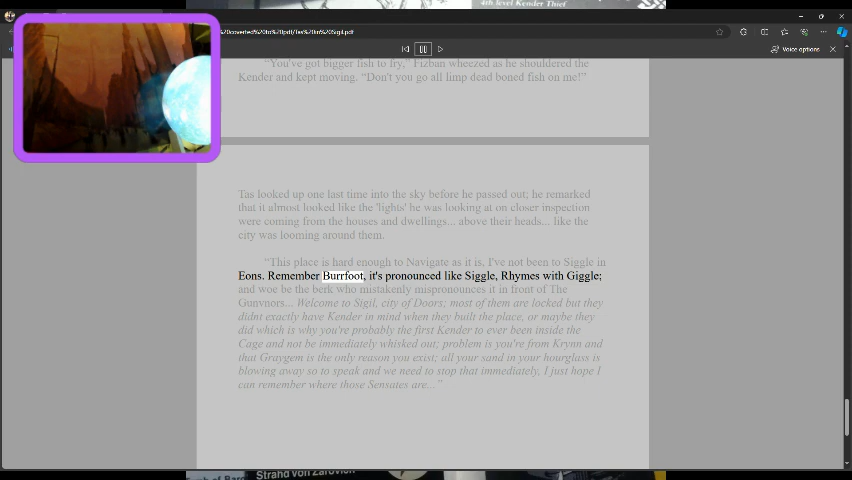 4th level Kender Thief
%20coverted%20to%20pdf/Tas%20in%20Sigil.pdf
Voice options
"You've got bigger fish to fry," Fizban wheezed as he shouldered the
Kender and kept moving. "Don't you go all limp dead boned fish on me!"
Tas looked up one last time into the sky before he passed out; he remarked
that it almost looked like the 'lights' he was looking at on closer inspection
were coming from the houses and dwellings... above their heads... like the
city was looming around them.
"This place is hard enough to Navigate as it is, I've not been to Siggle in
Eons. Remember Burrfoot, it's pronounced like Siggle, Rhymes with Giggle;
and woe be the berk who mistakenly mispronounces it in front of The
Guvnors... Welcome to Sigil, city of Doors; most of them are locked but they
didnt exactly have Kender in mind when they built the place, or maybe they
did which is why you're probably the first Kender to ever been inside the
Cage and not be immediately whisked out; problem is you're from Krynn and
that Graygem is the only reason you exist; all your sand in your hourglass is
blowing away so to speak and we need to stop that immediately, I just hope I
can remember where those Sensates are..."
Strahd von Zarovich